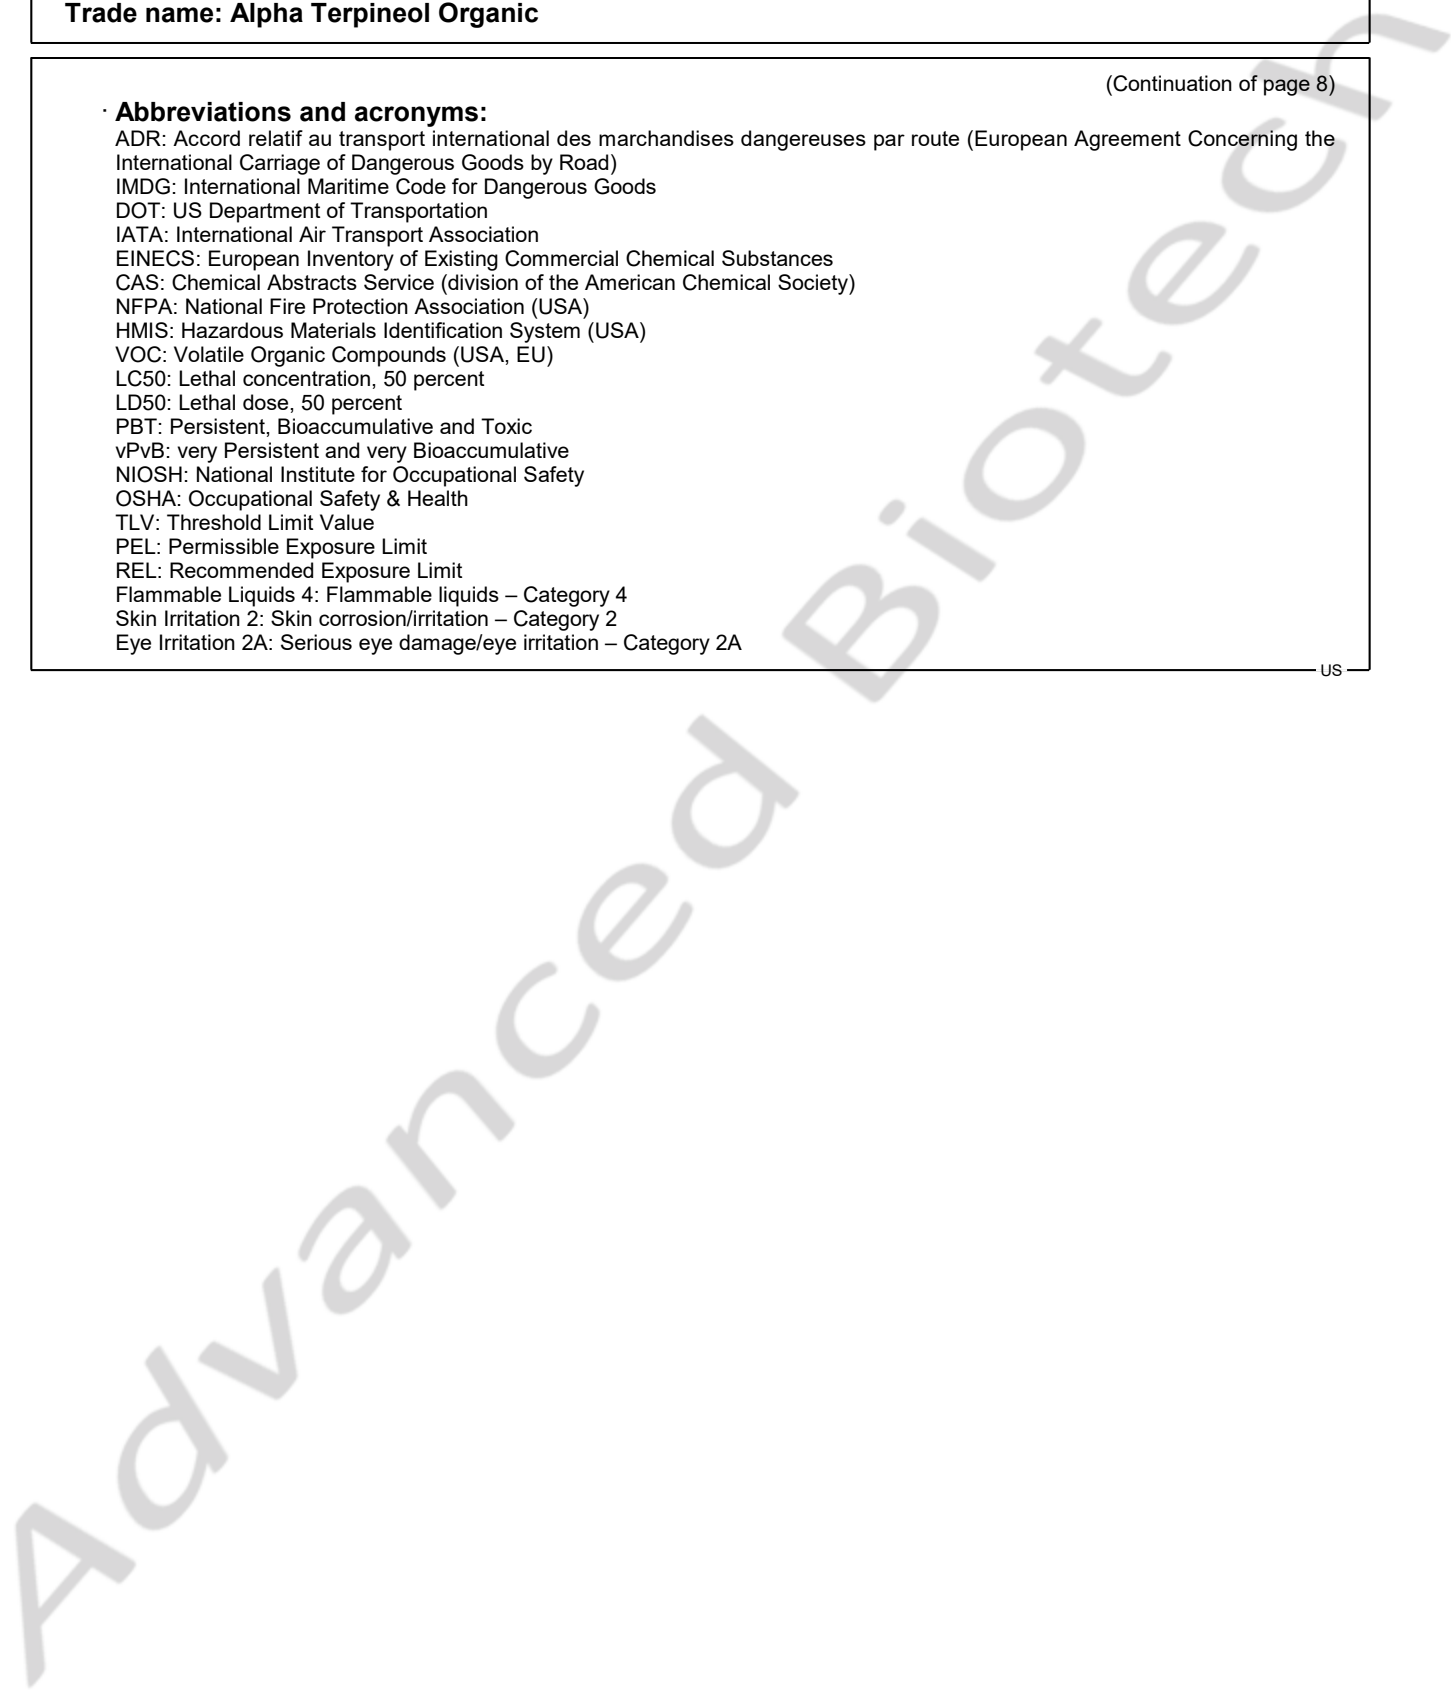 Trade name: Alpha Terpineol Organic
(Continuation of page 8)
· Abbreviations and acronyms:
ADR: Accord relatif au transport international des marchandises dangereuses par route (European Agreement Concerning the
International Carriage of Dangerous Goods by Road)
IMDG: International Maritime Code for Dangerous Goods
DOT: US Department of Transportation
IATA: International Air Transport Association
EINECS: European Inventory of Existing Commercial Chemical Substances
CAS: Chemical Abstracts Service (division of the American Chemical Society)
NFPA: National Fire Protection Association (USA)
HMIS: Hazardous Materials Identification System (USA)
VOC: Volatile Organic Compounds (USA, EU)
LC50: Lethal concentration, 50 percent
LD50: Lethal dose, 50 percent
PBT: Persistent, Bioaccumulative and Toxic
vPvB: very Persistent and very Bioaccumulative
NIOSH: National Institute for Occupational Safety
OSHA: Occupational Safety & Health
TLV: Threshold Limit Value
PEL: Permissible Exposure Limit
REL: Recommended Exposure Limit
Flammable Liquids 4: Flammable liquids – Category 4
Skin Irritation 2: Skin corrosion/irritation – Category 2
Eye Irritation 2A: Serious eye damage/eye irritation – Category 2A
US
Advanced Biotech